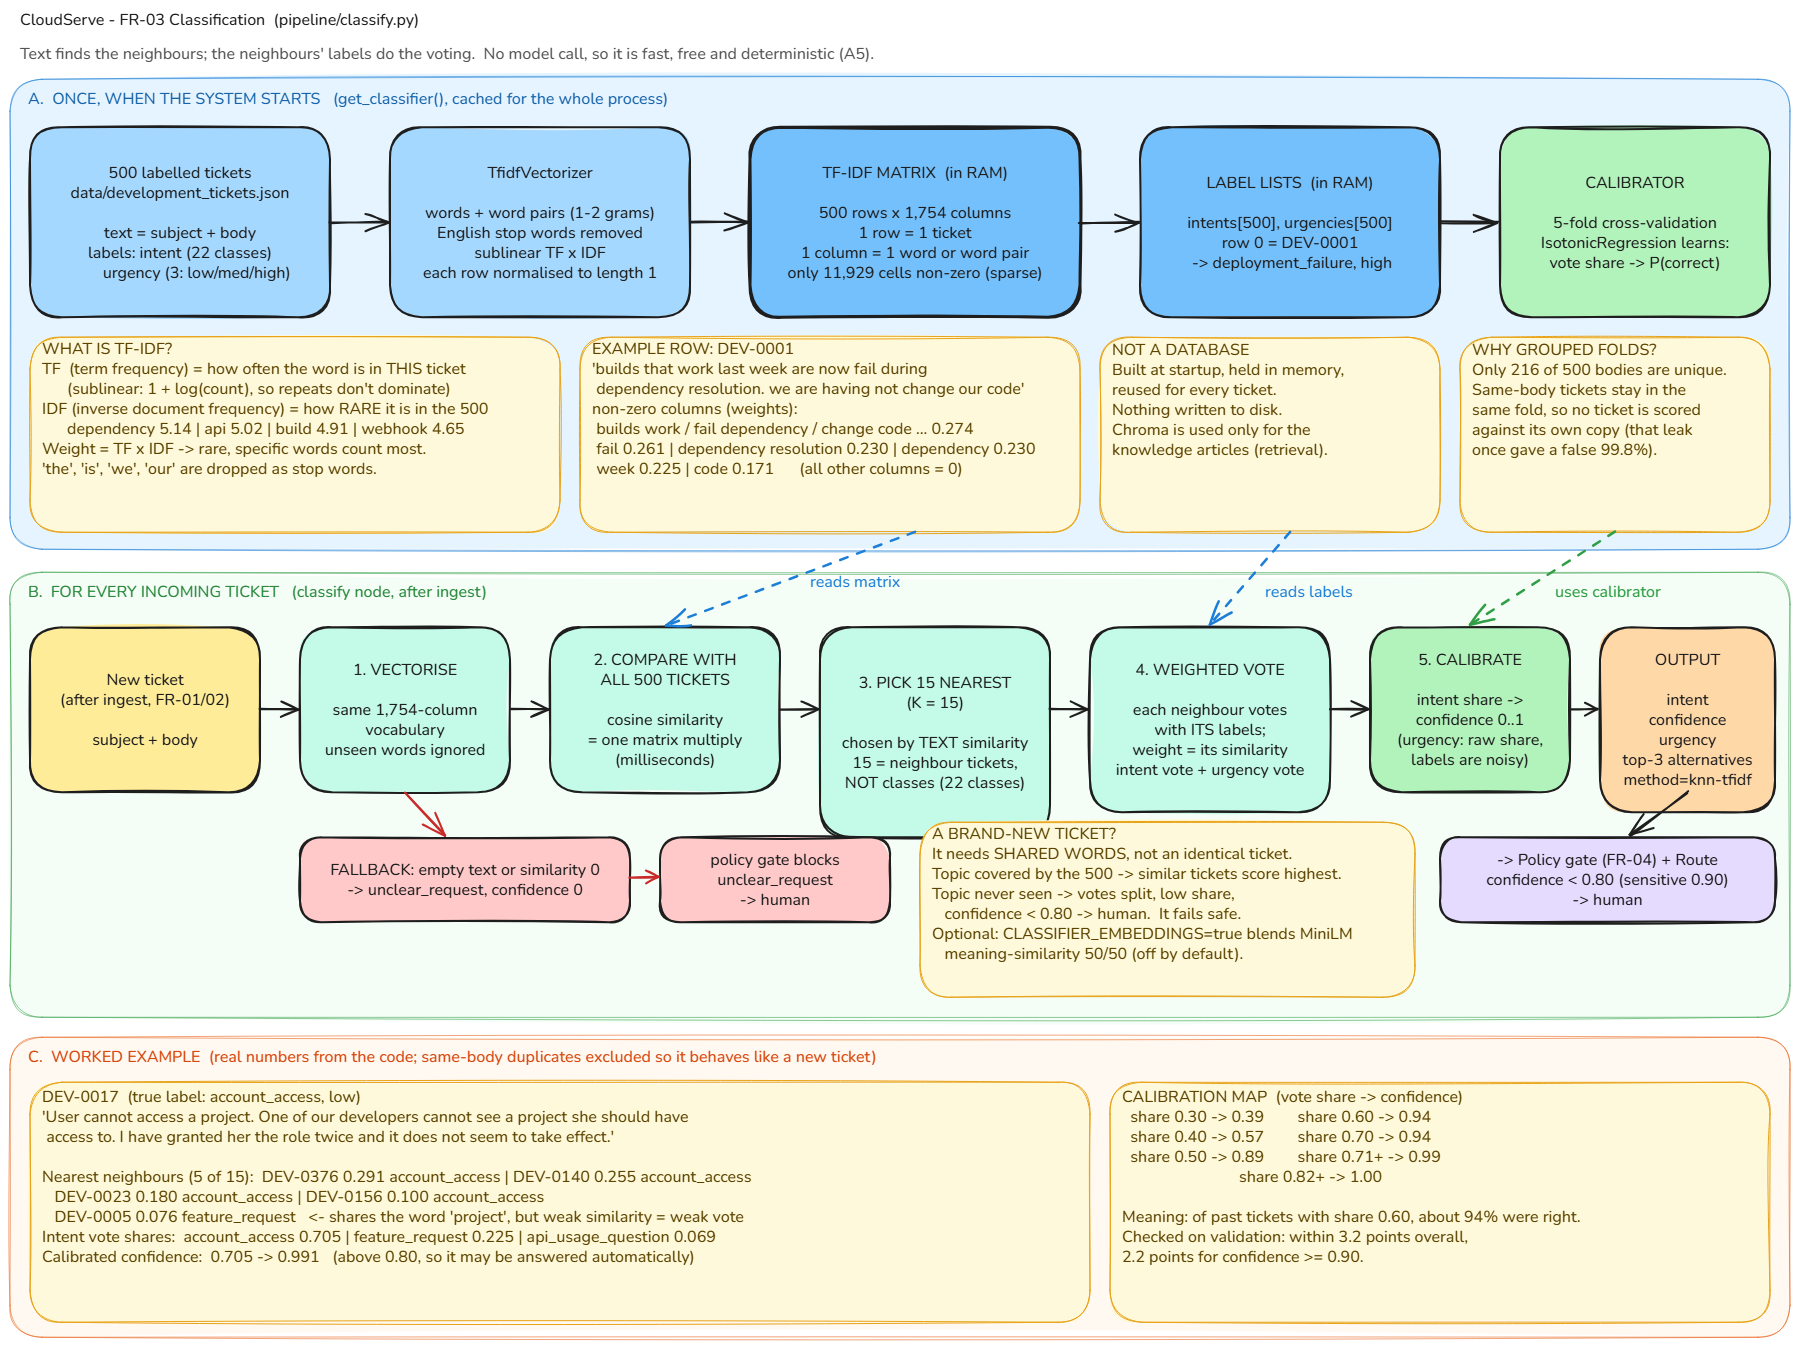 CloudServe - FR-03 Classification  (pipeline/classify.py)
Text finds the neighbours; the neighbours' labels do the voting.  No model call, so it is fast, free and deterministic (A5).
A.  ONCE, WHEN THE SYSTEM STARTS   (get_classifier(), cached for the whole process)
500 labelled tickets
data/development_tickets.json
text = subject + body
labels: intent (22 classes)
urgency (3: low/med/high)
TfidfVectorizer
words + word pairs (1-2 grams)
English stop words removed
sublinear TF x IDF
each row normalised to length 1
TF-IDF MATRIX  (in RAM)
500 rows x 1,754 columns
1 row = 1 ticket
1 column = 1 word or word pair
only 11,929 cells non-zero (sparse)
LABEL LISTS  (in RAM)
intents[500], urgencies[500]
row 0 = DEV-0001
-> deployment_failure, high
CALIBRATOR
5-fold cross-validation
IsotonicRegression learns:
vote share -> P(correct)
WHAT IS TF-IDF?
TF  (term frequency) = how often the word is in THIS ticket
(sublinear: 1 + log(count), so repeats don't dominate)
IDF (inverse document frequency) = how RARE it is in the 500
dependency 5.14 | api 5.02 | build 4.91 | webhook 4.65
Weight = TF x IDF -> rare, specific words count most.
'the', 'is', 'we', 'our' are dropped as stop words.
EXAMPLE ROW: DEV-0001
'builds that work last week are now fail during
dependency resolution. we are having not change our code'
non-zero columns (weights):
builds work / fail dependency / change code ... 0.274
fail 0.261 | dependency resolution 0.230 | dependency 0.230
week 0.225 | code 0.171      (all other columns = 0)
NOT A DATABASE
Built at startup, held in memory,
reused for every ticket.
Nothing written to disk.
Chroma is used only for the
knowledge articles (retrieval).
WHY GROUPED FOLDS?
Only 216 of 500 bodies are unique.
Same-body tickets stay in the
same fold, so no ticket is scored
against its own copy (that leak
once gave a false 99.8%).
reads matrix
reads labels
uses calibrator
B.  FOR EVERY INCOMING TICKET   (classify node, after ingest)
New ticket
(after ingest, FR-01/02)
subject + body
1. VECTORISE
same 1,754-column
vocabulary
unseen words ignored
2. COMPARE WITH
ALL 500 TICKETS
cosine similarity
= one matrix multiply
(milliseconds)
3. PICK 15 NEAREST
(K = 15)
chosen by TEXT similarity
15 = neighbour tickets,
NOT classes (22 classes)
4. WEIGHTED VOTE
each neighbour votes
with ITS labels;
weight = its similarity
intent vote + urgency vote
5. CALIBRATE
intent share ->
confidence 0..1
(urgency: raw share,
labels are noisy)
OUTPUT
intent
confidence
urgency
top-3 alternatives
method=knn-tfidf
FALLBACK: empty text or similarity 0
-> unclear_request, confidence 0
policy gate blocks
unclear_request
-> human
A BRAND-NEW TICKET?
It needs SHARED WORDS, not an identical ticket.
Topic covered by the 500 -> similar tickets score highest.
Topic never seen -> votes split, low share,
confidence < 0.80 -> human.  It fails safe.
Optional: CLASSIFIER_EMBEDDINGS=true blends MiniLM
meaning-similarity 50/50 (off by default).
-> Policy gate (FR-04) + Route
confidence < 0.80 (sensitive 0.90)
-> human
C.  WORKED EXAMPLE  (real numbers from the code; same-body duplicates excluded so it behaves like a new ticket)
DEV-0017  (true label: account_access, low)
'User cannot access a project. One of our developers cannot see a project she should have
access to. I have granted her the role twice and it does not seem to take effect.'
Nearest neighbours (5 of 15):  DEV-0376 0.291 account_access | DEV-0140 0.255 account_access
DEV-0023 0.180 account_access | DEV-0156 0.100 account_access
DEV-0005 0.076 feature_request   <- shares the word 'project', but weak similarity = weak vote
Intent vote shares:  account_access 0.705 | feature_request 0.225 | api_usage_question 0.069
Calibrated confidence:  0.705 -> 0.991   (above 0.80, so it may be answered automatically)
CALIBRATION MAP  (vote share -> confidence)
share 0.30 -> 0.39        share 0.60 -> 0.94
share 0.40 -> 0.57        share 0.70 -> 0.94
share 0.50 -> 0.89        share 0.71+ -> 0.99
share 0.82+ -> 1.00
Meaning: of past tickets with share 0.60, about 94% were right.
Checked on validation: within 3.2 points overall,
2.2 points for confidence >= 0.90.